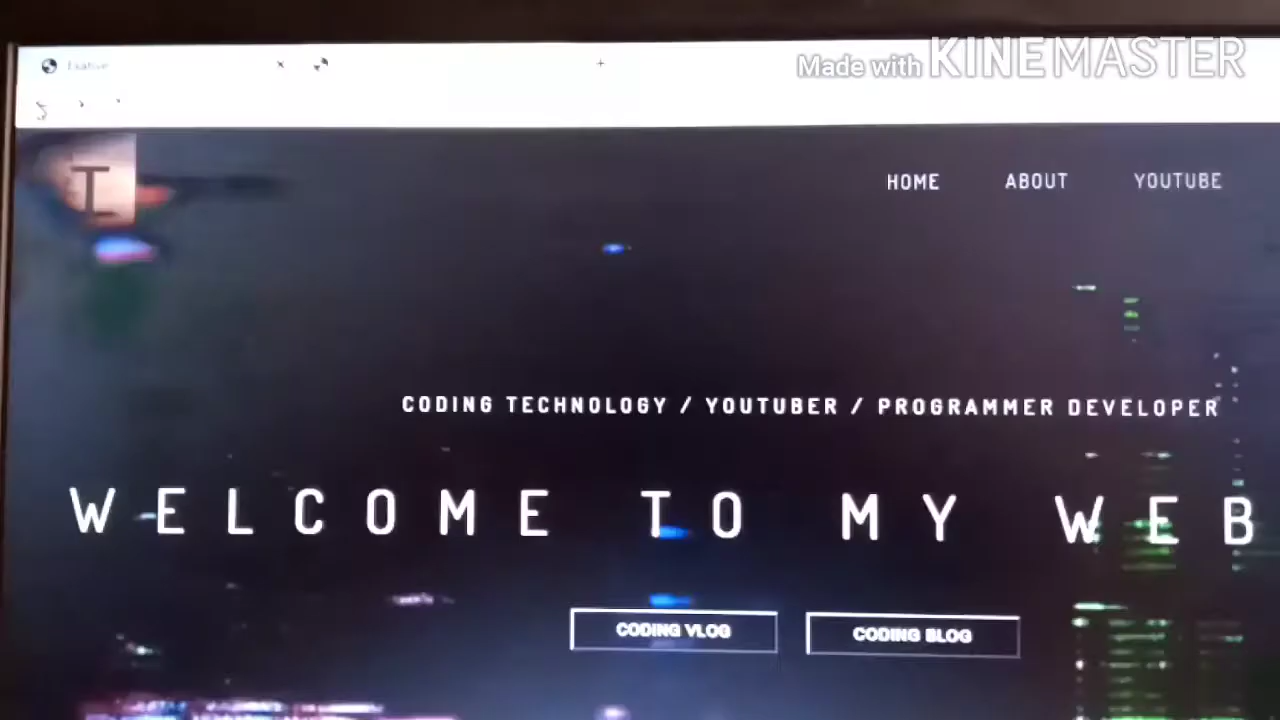 Made with KINEMASTER
T
HOME ABOUT YOUTUBE
CODING TECHNOLOGY / YOUTUBER / PROGRAMMER DEVELOPER
WELCOME TO MY WEB
CODING VLOG CODING BLOG